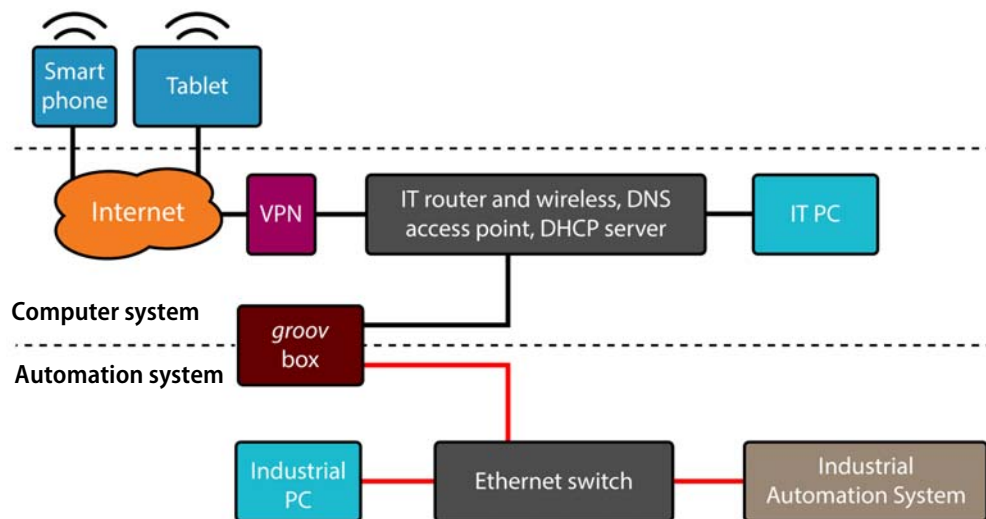 Smart
phone
Tablet
Internet
VPN
IT router and wireless, DNS
access point, DHCP server
IT PC
Computer system
groov
box
Automation system
Industrial
PC
Ethernet switch
Industrial
Automation System